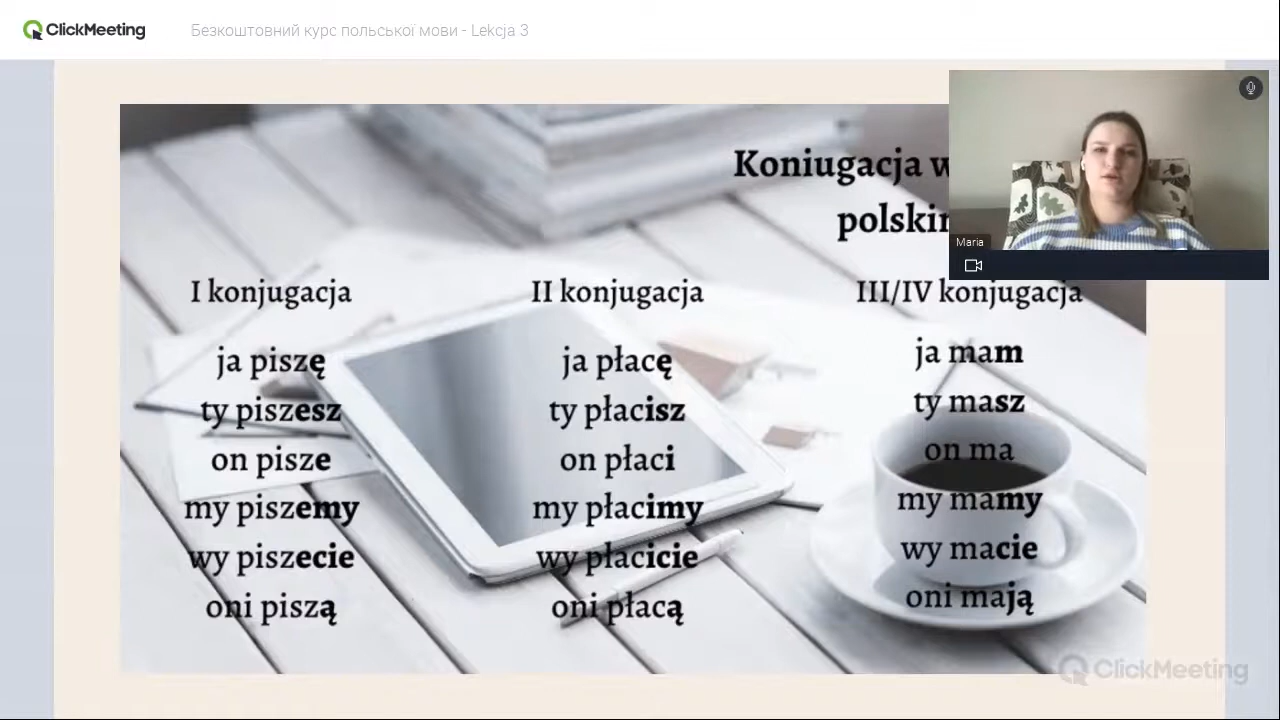 ClickMeeting
Безкоштовний курс польської мови - Lekcja 3
Koniugacja
Maria
I konjugacja
ja piszę
ty piszesz
on pisze
my piszemy
wy piszecie
oni piszą
II konjugacja
ja płacę
ty płacisz
on płaci
my płacimy
wy płacicie
oni płacą
III/IV konjugacja
ja mam
ty masz
on ma
my mamy
wy macie
oni mają
ClickMeeting